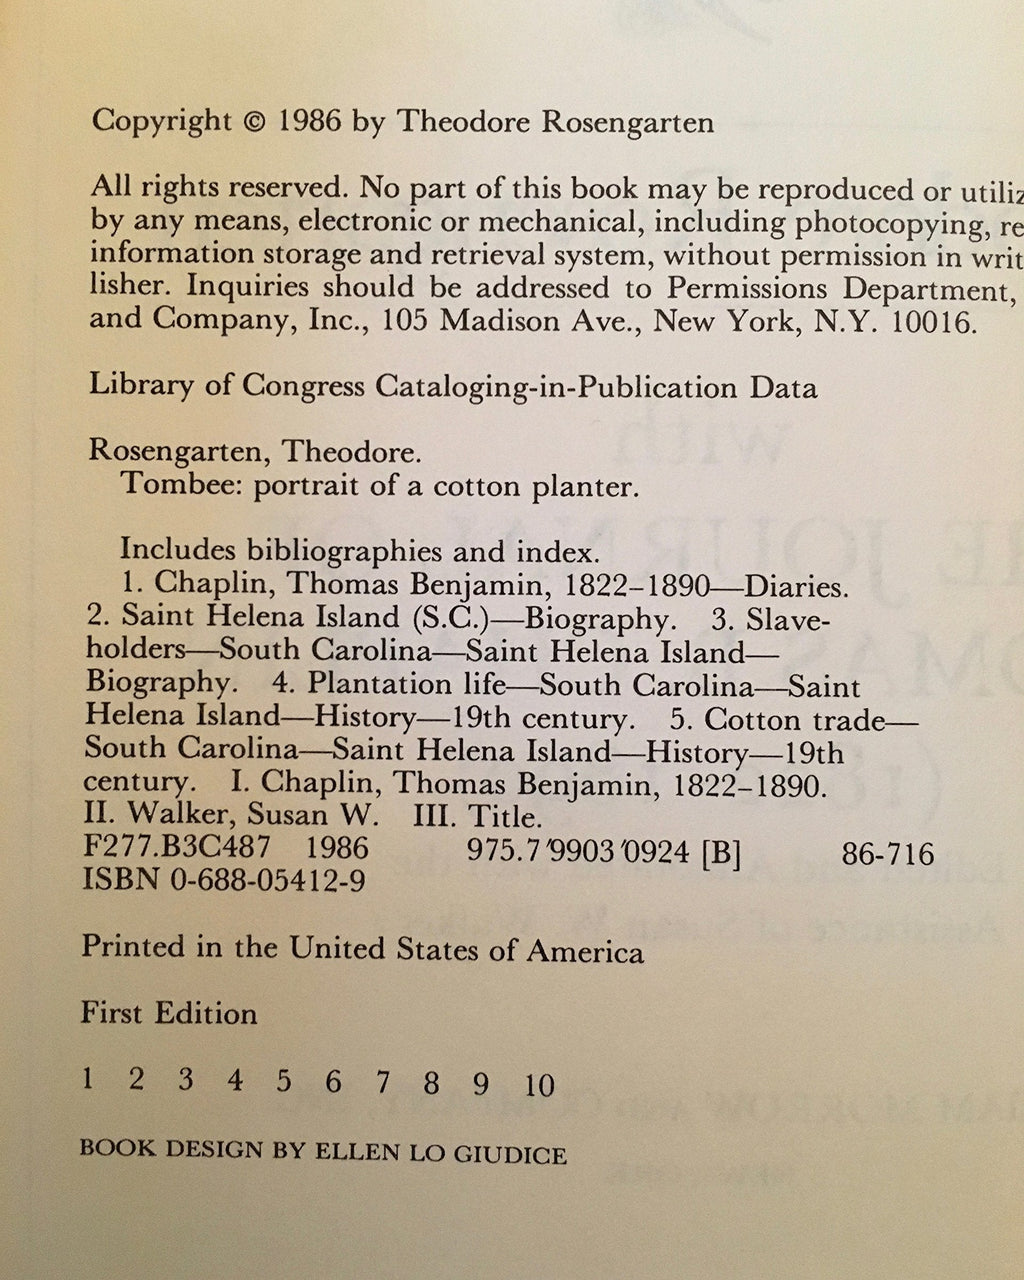 Copyright © 1986 by Theodore Rosengarten
All rights reserved. No part of this book may be reproduced or utiliz
by any means, electronic or mechanical, including photocopying, re
information storage and retrieval system, without permission in writ
lisher. Inquiries should be addressed to Permissions Department,
and Company, Inc., 105 Madison Ave., New York, N.Y. 10016.
Library of Congress Cataloging-in-Publication Data
Rosengarten, Theodore.
Tombee: portrait of a cotton planter.
Includes bibliographies and index.
1. Chaplin, Thomas Benjamin, 1822–1890—Diaries.
2. Saint Helena Island (S.C.)—Biography. 3. Slave-
holders—South Carolina—Saint Helena Island—
Biography. 4. Plantation life—South Carolina—Saint
Helena Island—History—19th century. 5. Cotton trade—
South Carolina—Saint Helena Island—History—19th
century. I. Chaplin, Thomas Benjamin, 1822–1890.
II. Walker, Susan W. III. Title.
F277.B3C487 1986 975.7′9903′0924 [B] 86-716
ISBN 0-688-05412-9
Printed in the United States of America
First Edition
1 2 3 4 5 6 7 8 9 10
BOOK DESIGN BY ELLEN LO GIUDICE